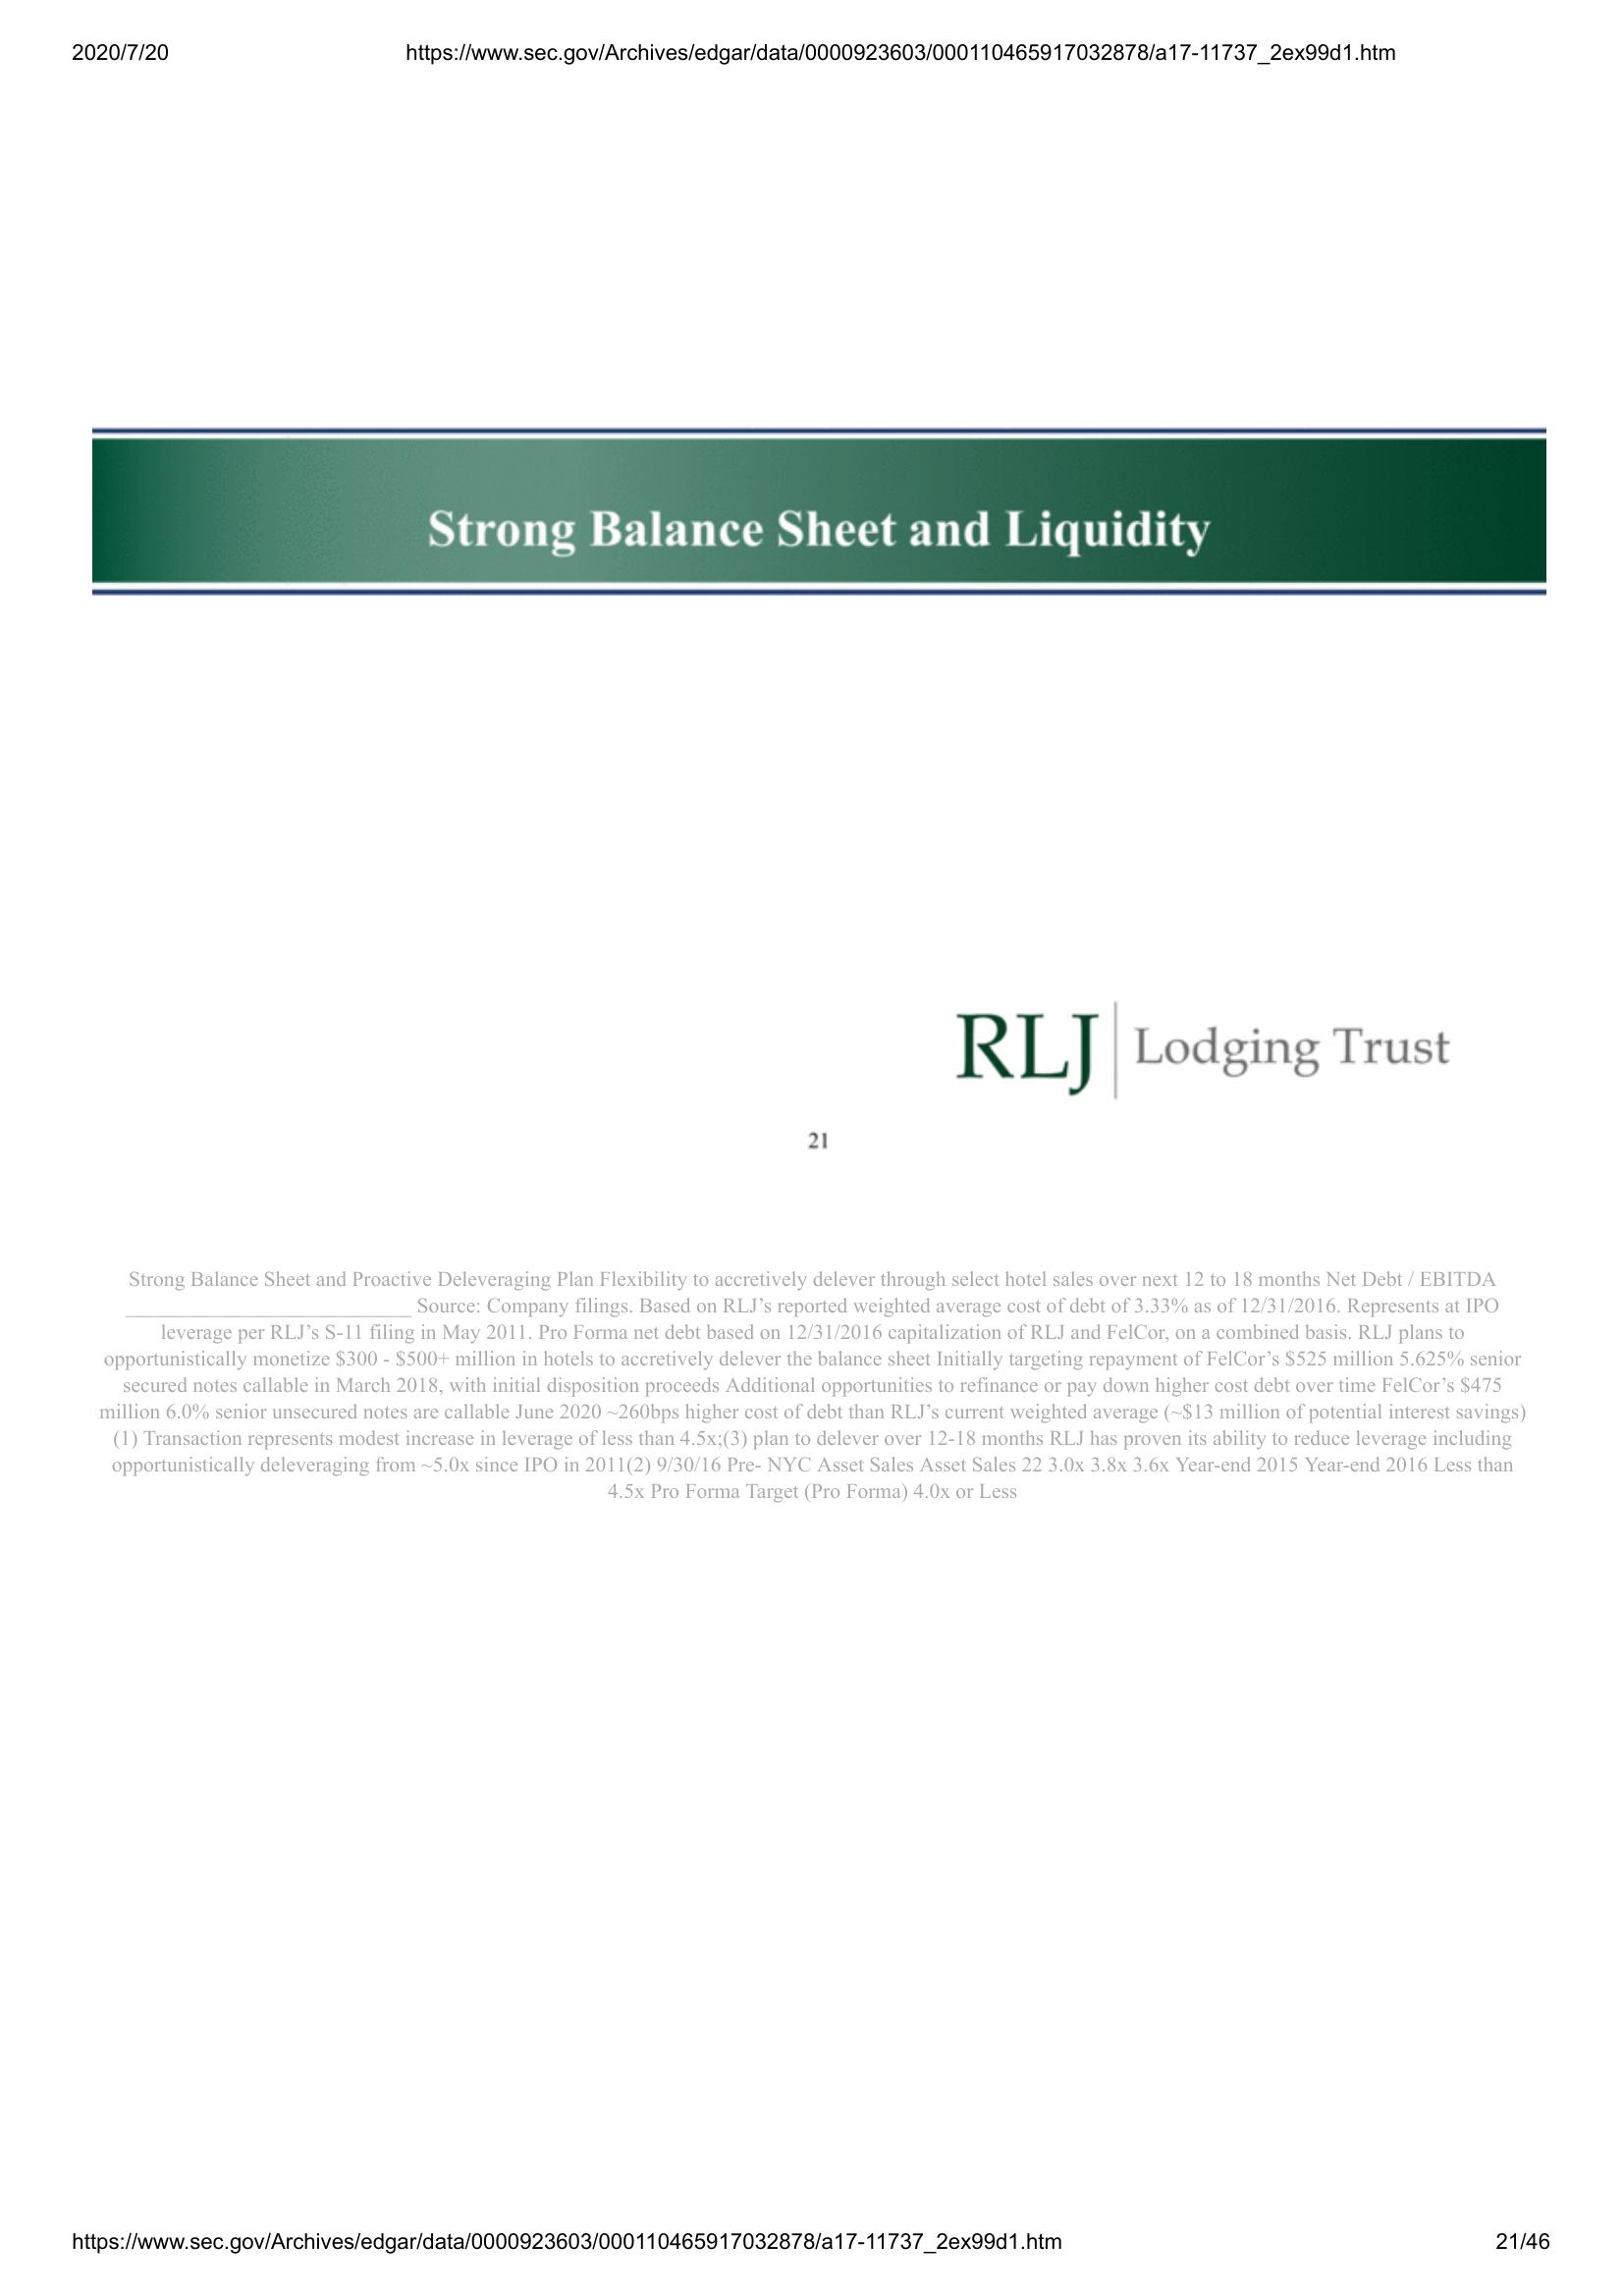 2020/7/20 https://www.sec.gov/Archives/edgar/data/0000923603/000110465917032878/a17-11737_2ex99d1.htm
Strong Balance Sheet and Liquidity
RLJ Lodging Trust
21
Strong Balance Sheet and Proactive Deleveraging Plan Flexibility to accretively delever through select hotel sales over next 12 to 18 months Net Debt / EBITDA
__________________________ Source: Company filings. Based on RLJ’s reported weighted average cost of debt of 3.33% as of 12/31/2016. Represents at IPO
leverage per RLJ’s S-11 filing in May 2011. Pro Forma net debt based on 12/31/2016 capitalization of RLJ and FelCor, on a combined basis. RLJ plans to
opportunistically monetize $300 - $500+ million in hotels to accretively delever the balance sheet Initially targeting repayment of FelCor’s $525 million 5.625% senior
secured notes callable in March 2018, with initial disposition proceeds Additional opportunities to refinance or pay down higher cost debt over time FelCor’s $475
million 6.0% senior unsecured notes are callable June 2020 ~260bps higher cost of debt than RLJ’s current weighted average (~$13 million of potential interest savings)
(1) Transaction represents modest increase in leverage of less than 4.5x;(3) plan to delever over 12-18 months RLJ has proven its ability to reduce leverage including
opportunistically deleveraging from ~5.0x since IPO in 2011(2) 9/30/16 Pre- NYC Asset Sales Asset Sales 22 3.0x 3.8x 3.6x Year-end 2015 Year-end 2016 Less than
4.5x Pro Forma Target (Pro Forma) 4.0x or Less
https://www.sec.gov/Archives/edgar/data/0000923603/000110465917032878/a17-11737_2ex99d1.htm 21/46